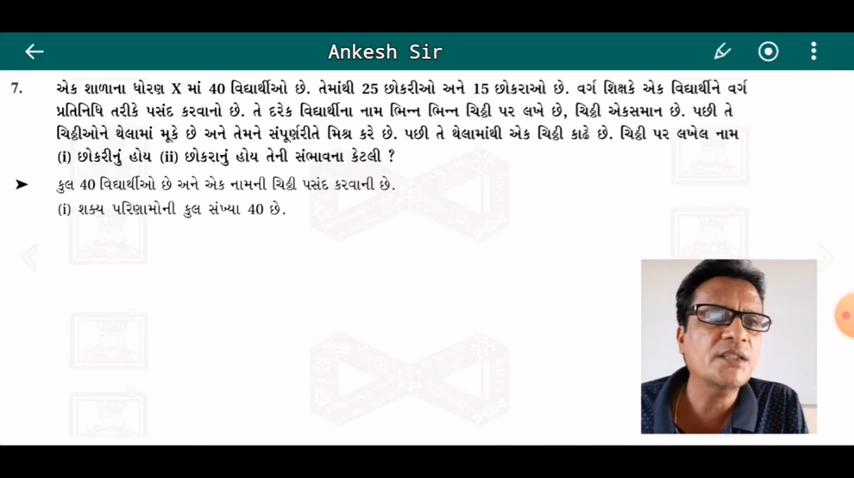 Ankesh Sir
7. એક શાળાના ધોરણ X માં 40 વિદ્યાર્થીઓ છે. તેમાંથી 25 છોકરીઓ અને 15 છોકરાઓ છે. વર્ગ શિક્ષકે એક વિદ્યાર્થીને વર્ગ
પ્રતિનિધિ તરીકે પસંદ કરવાનો છે. તે દરેક વિદ્યાર્થીના નામ ભિન્ન ભિન્ન ચિઠ્ઠી પર લખે છે, ચિઠ્ઠી એકસમાન છે. પછી તે
ચિઠ્ઠીઓને થેલામાં મૂકે છે અને તેમને સંપૂર્ણરીતે મિશ્ર કરે છે. પછી તે થેલામાંથી એક ચિઠ્ઠી કાઢે છે. ચિઠ્ઠી પર લખેલ નામ
(i) છોકરીનું હોય (ii) છોકરાનું હોય તેની સંભાવના કેટલી ?
➤ કુલ 40 વિદ્યાર્થીઓ છે અને એક નામની ચિઠ્ઠી પસંદ કરવાની છે.
(i) શક્ય પરિણામોની કુલ સંખ્યા 40 છે.